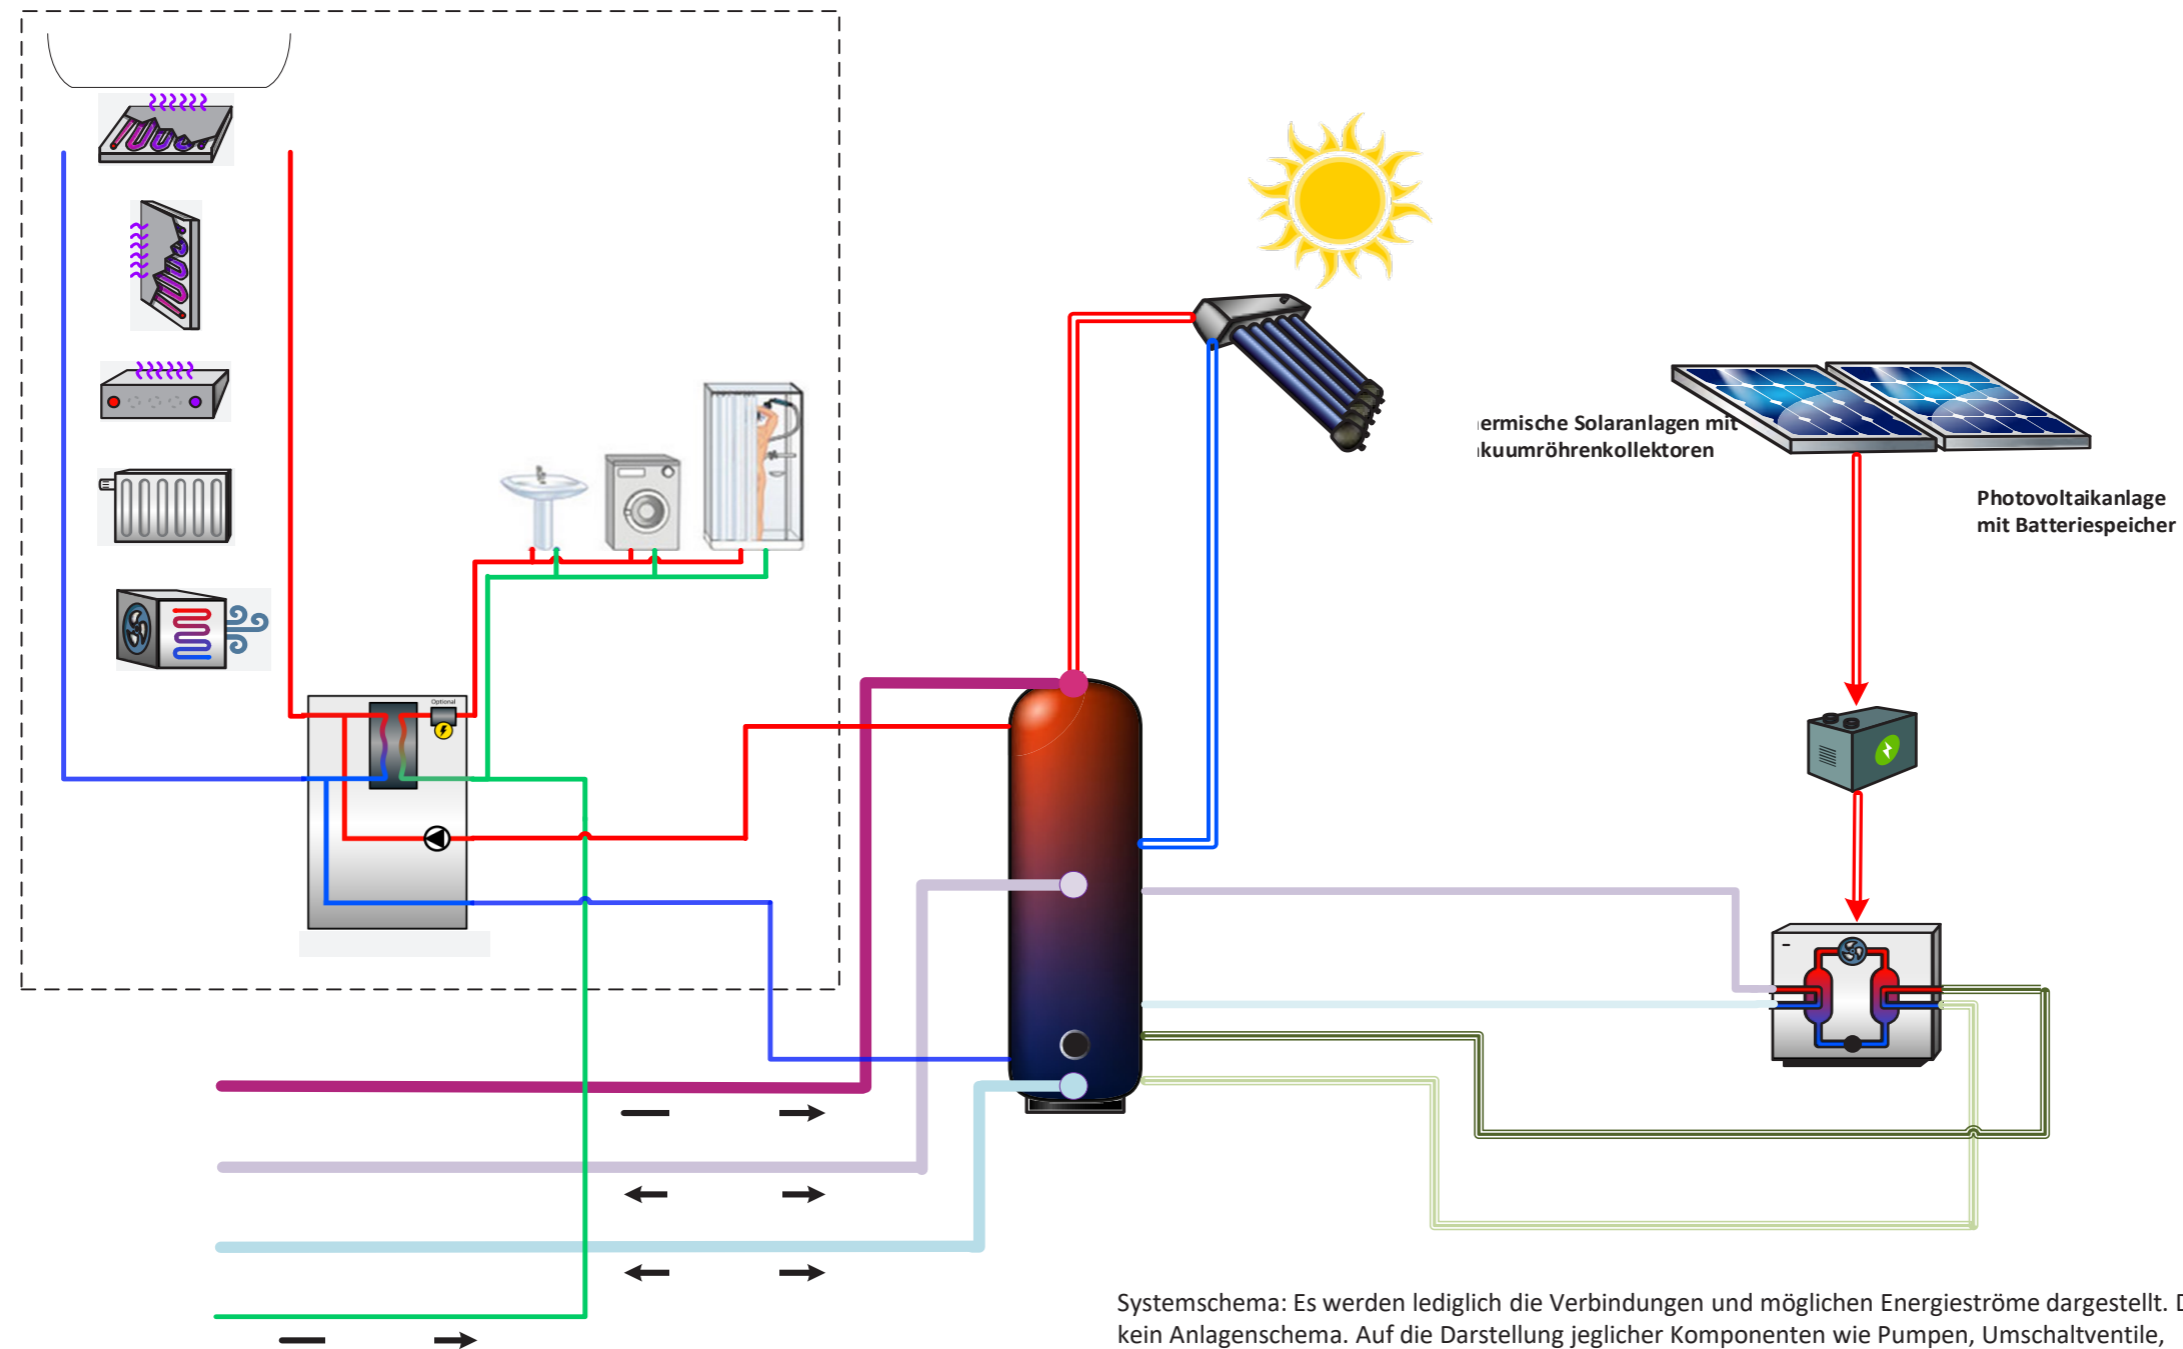 Optional
ermische Solaranlagen mit
kuumröhrenkollektoren
Photovoltaikanlage
mit Batteriespeicher
Systemschema: Es werden lediglich die Verbindungen und möglichen Energieströme dargestellt. D
kein Anlagenschema. Auf die Darstellung jeglicher Komponenten wie Pumpen, Umschaltventile,